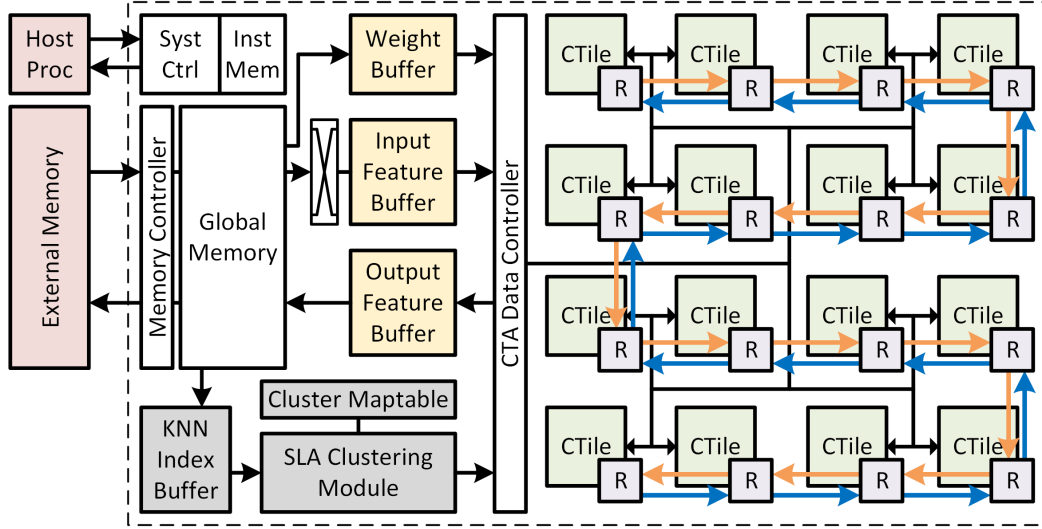 Host
Proc
Syst
Ctrl
Inst
Mem
Weight
Buffer
External Memory
Memory Controller
Global
Memory
Input
Feature
Buffer
Output
Feature
Buffer
Cluster Maptable
KNN
Index
Buffer
SLA Clustering
Module
CTA Data Controller
CTile
CTile
CTile
CTile
R
R
R
R
CTile
CTile
CTile
CTile
R
R
R
R
CTile
CTile
CTile
CTile
R
R
R
R
CTile
CTile
CTile
CTile
R
R
R
R